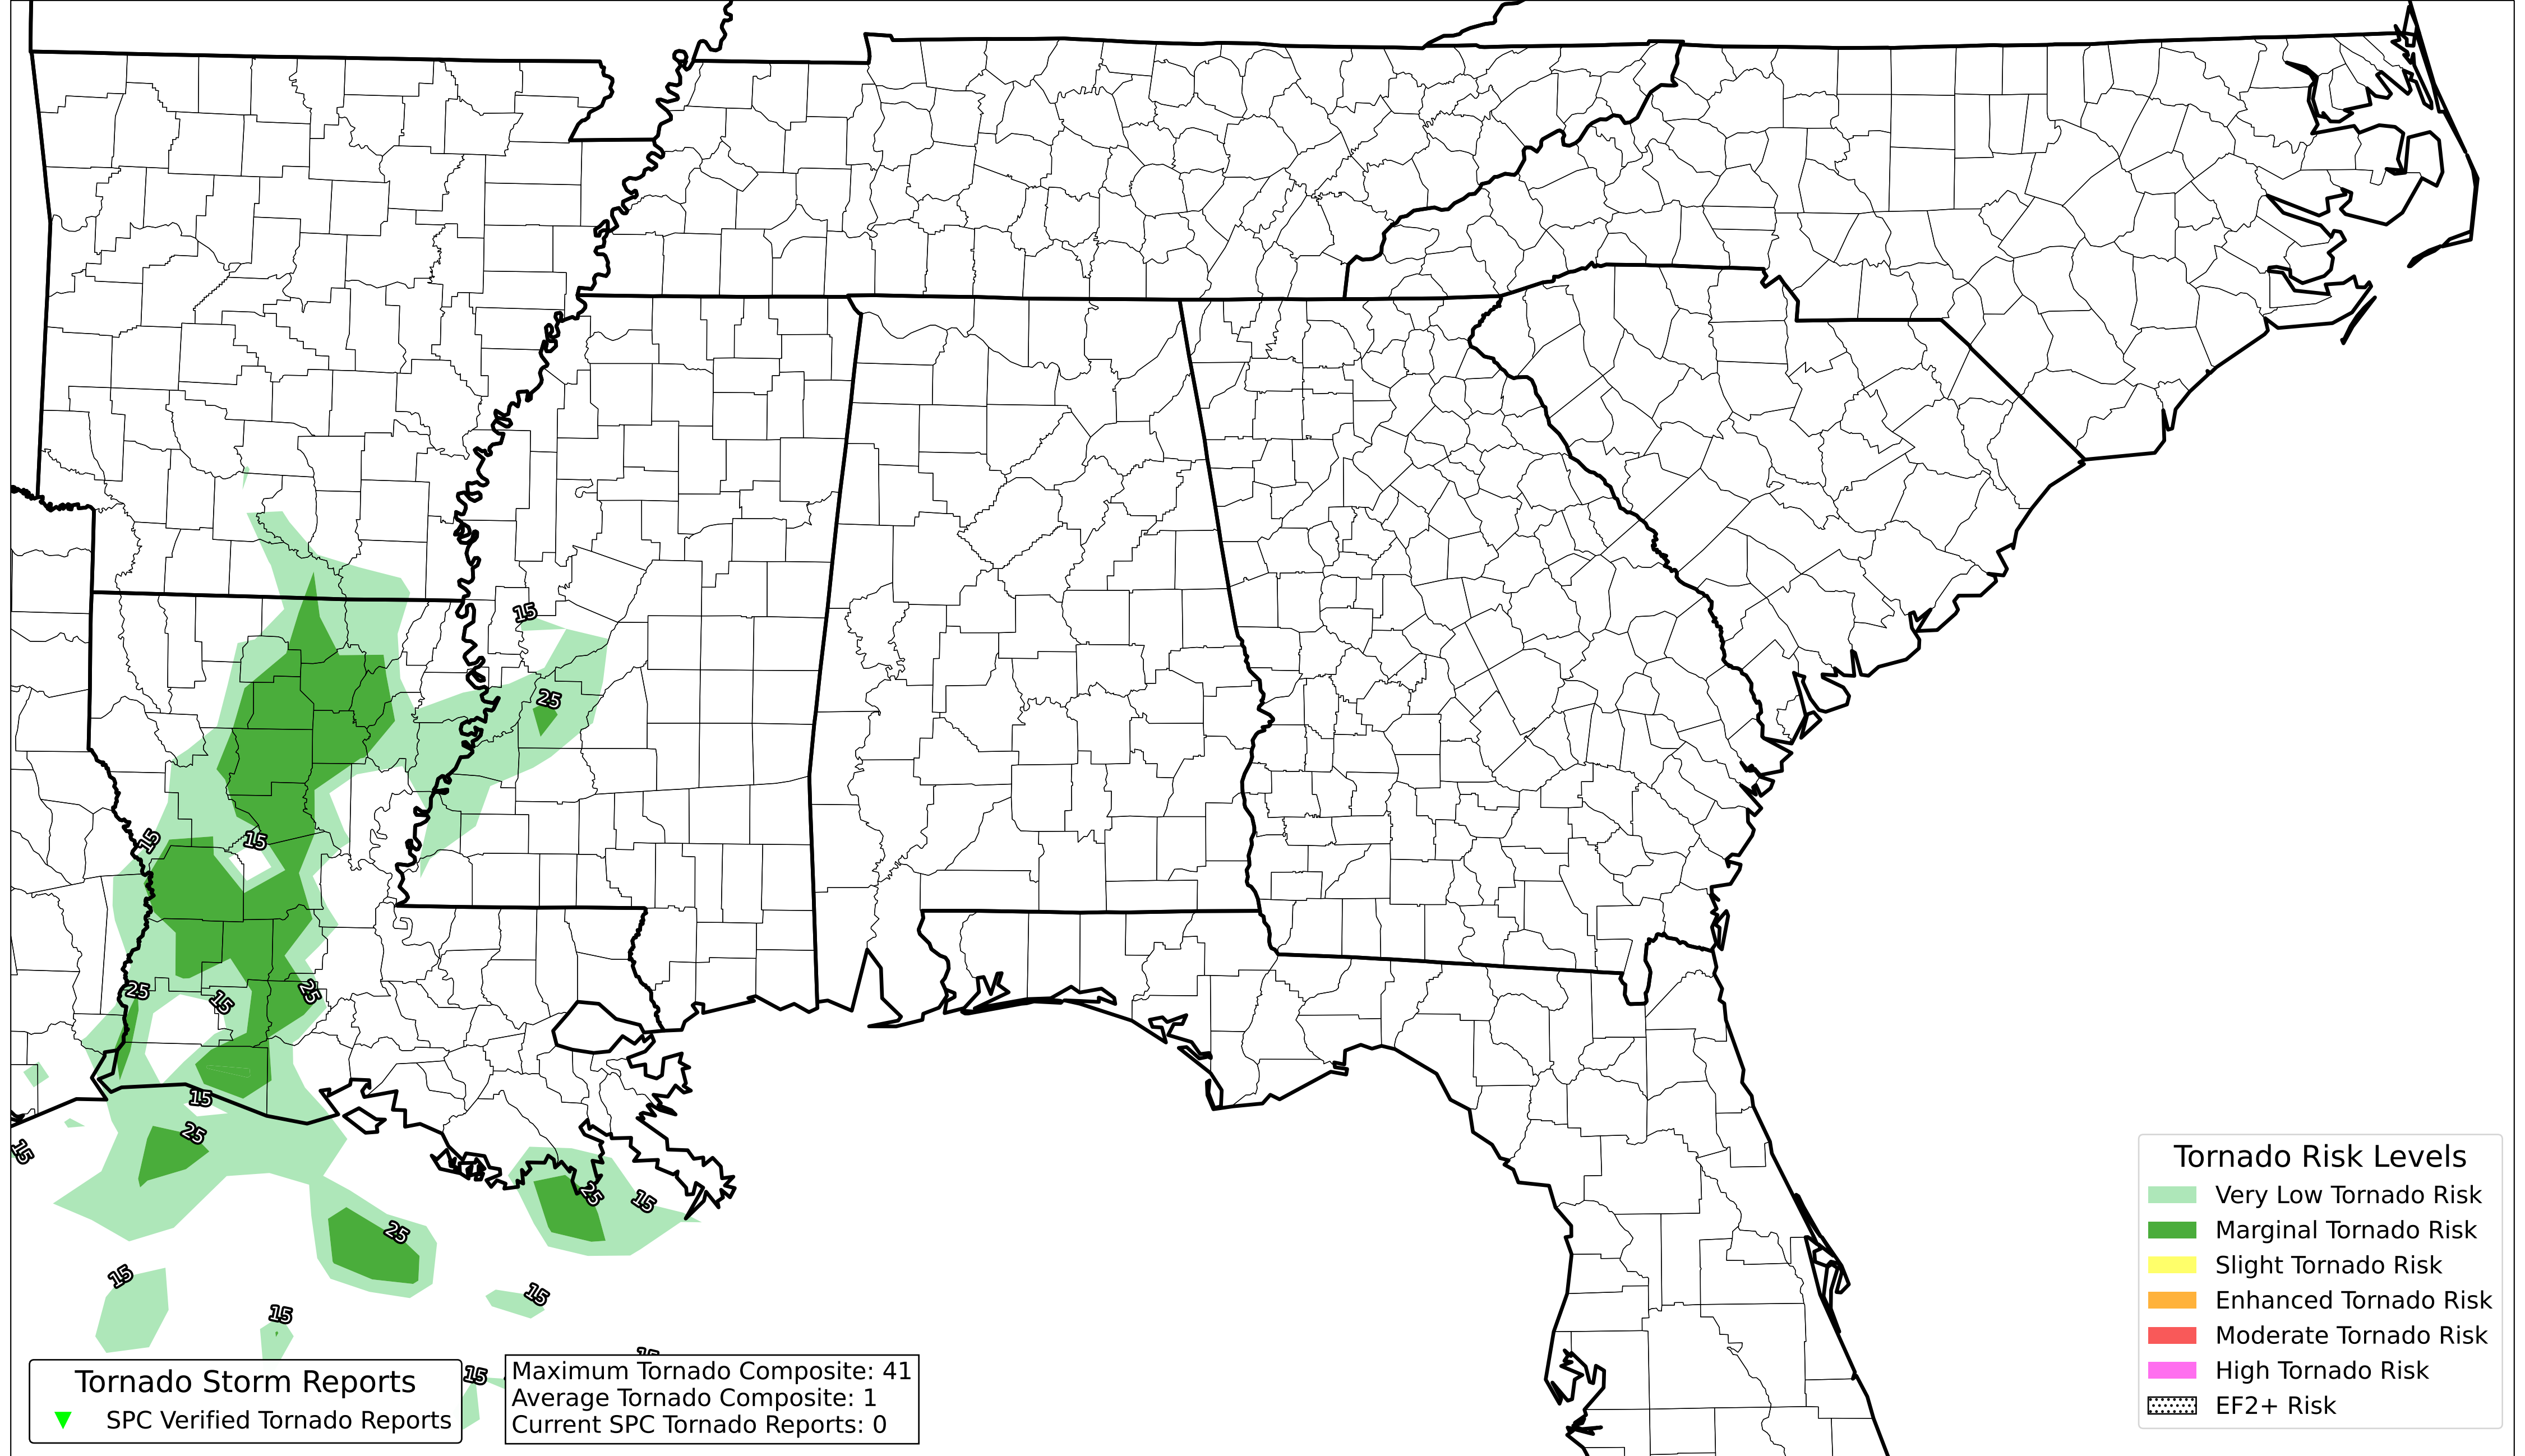 15
25
15
15
25
15
25
15
25
15
25
15
25
15
15
15
15
Tornado Storm Reports
SPC Verified Tornado Reports
Maximum Tornado Composite: 41
Average Tornado Composite: 1
Current SPC Tornado Reports: 0
Tornado Risk Levels
Very Low Tornado Risk
Marginal Tornado Risk
Slight Tornado Risk
Enhanced Tornado Risk
Moderate Tornado Risk
High Tornado Risk
EF2+ Risk